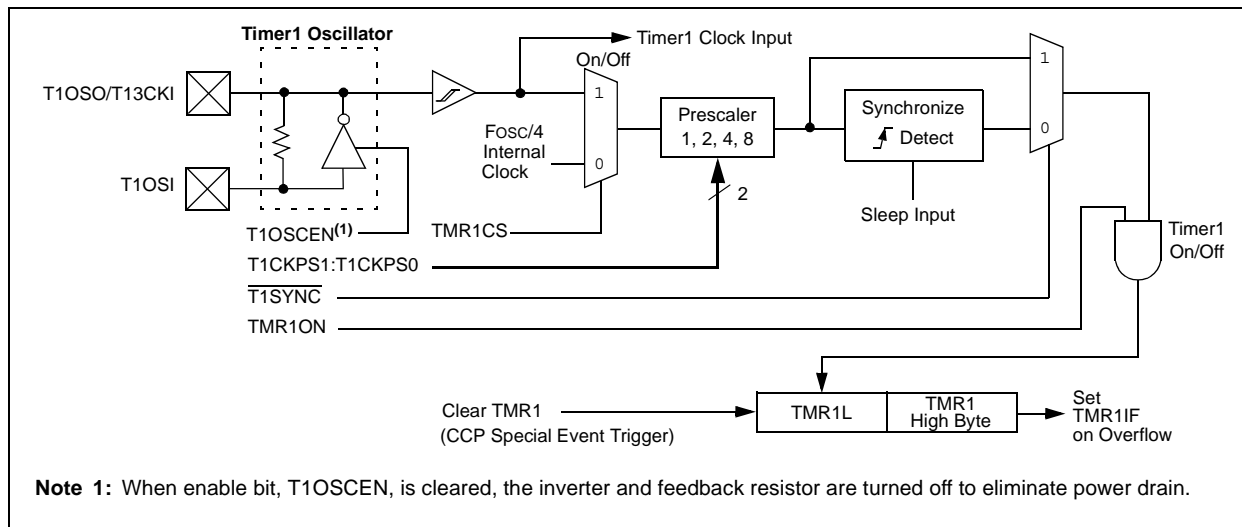 Timer1 Oscillator
Timer1 Clock Input
On/Off
T1OSO/T13CKI
1
FOSC/4
Internal
Clock
0
Prescaler
1, 2, 4, 8
Synchronize
Detect
1
0
2
Sleep Input
T1OSI
T1OSCEN(1)
TMR1CS
T1CKPS1:T1CKPS0
T1SYNC
TMR1ON
Timer1
On/Off
Clear TMR1
(CCP Special Event Trigger)
TMR1L
TMR1
High Byte
Set
TMR1IF
on Overflow
Note 1: When enable bit, T1OSCEN, is cleared, the inverter and feedback resistor are turned off to eliminate power drain.